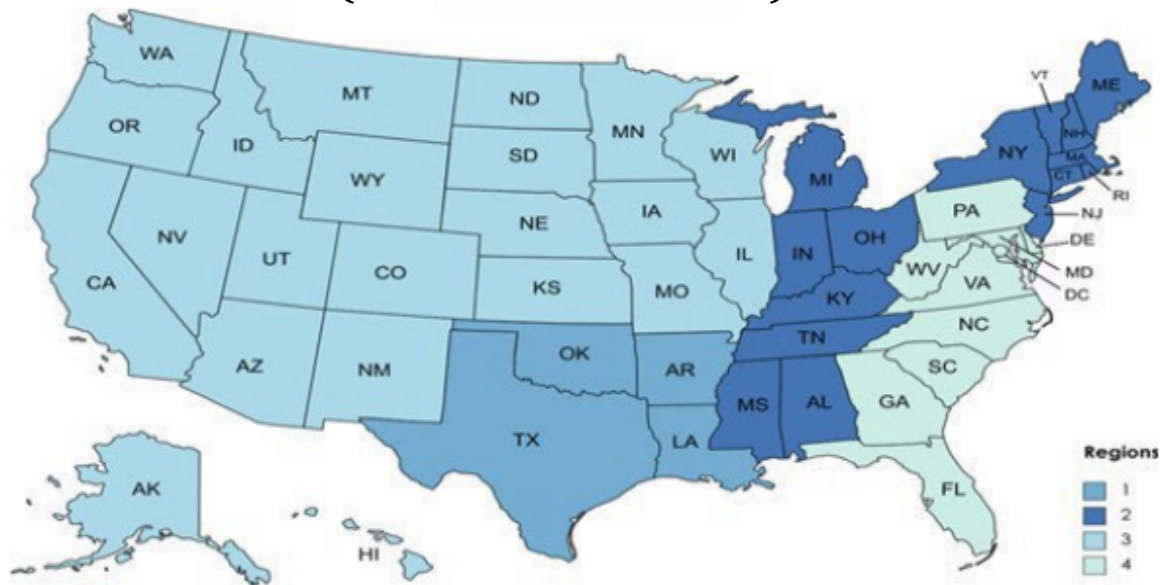 WA
MT
ND
MN
VT
ME
OR
ID
SD
WI
NY
NH
MA
WY
MI
CT
RI
IA
PA
NJ
NE
NV
UT
CO
IL
IN
OH
DE
CA
WV
MD
KS
MO
VA
DC
KY
NC
OK
TN
AZ
NM
AR
SC
MS
AL
GA
TX
LA
Regions
AK
FL
1
2
HI
3
4